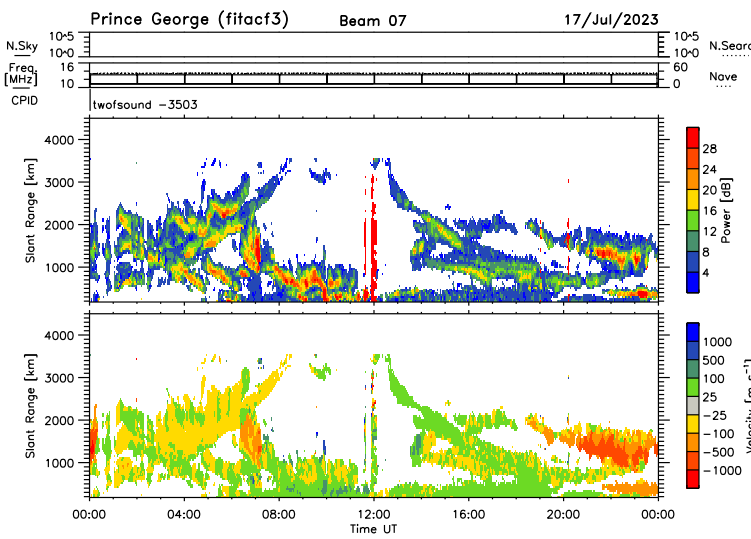 Prince George (fitacf3) Beam 07 17/Jul/2023
10^5 10^5
N.Sky N.Sear
10^0 10^0
Freq. 16 60
[MHz] Nave
10 0
CPID twofsound -3503
4000
3000
2000
1000
Slant Range [km]
28
24
20
16
12
8
4
Power [dB]
4000
3000
2000
1000
Slant Range [km]
1000
500
100
25
-25
-100
-500
-1000
Velocity [m s⁻¹]
00:00 04:00 08:00 12:00 16:00 20:00 00:00
Time UT